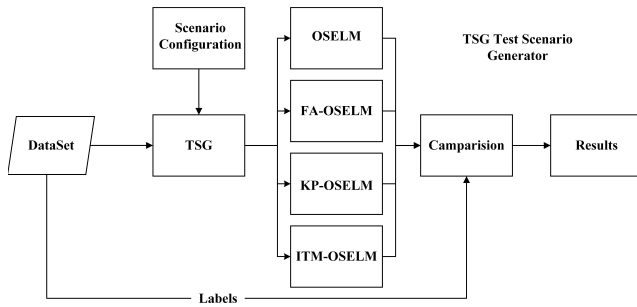 Scenario
Configuration
OSELM
TSG Test Scenario
Generator
FA-OSELM
DataSet
TSG
Camparision
Results
KP-OSELM
ITM-OSELM
Labels